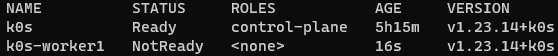 NAME STATUS ROLES AGE VERSION
k0s Ready control-plane 5h15m v1.23.14+k0s
k0s-worker1 NotReady <none> 16s v1.23.14+k0s